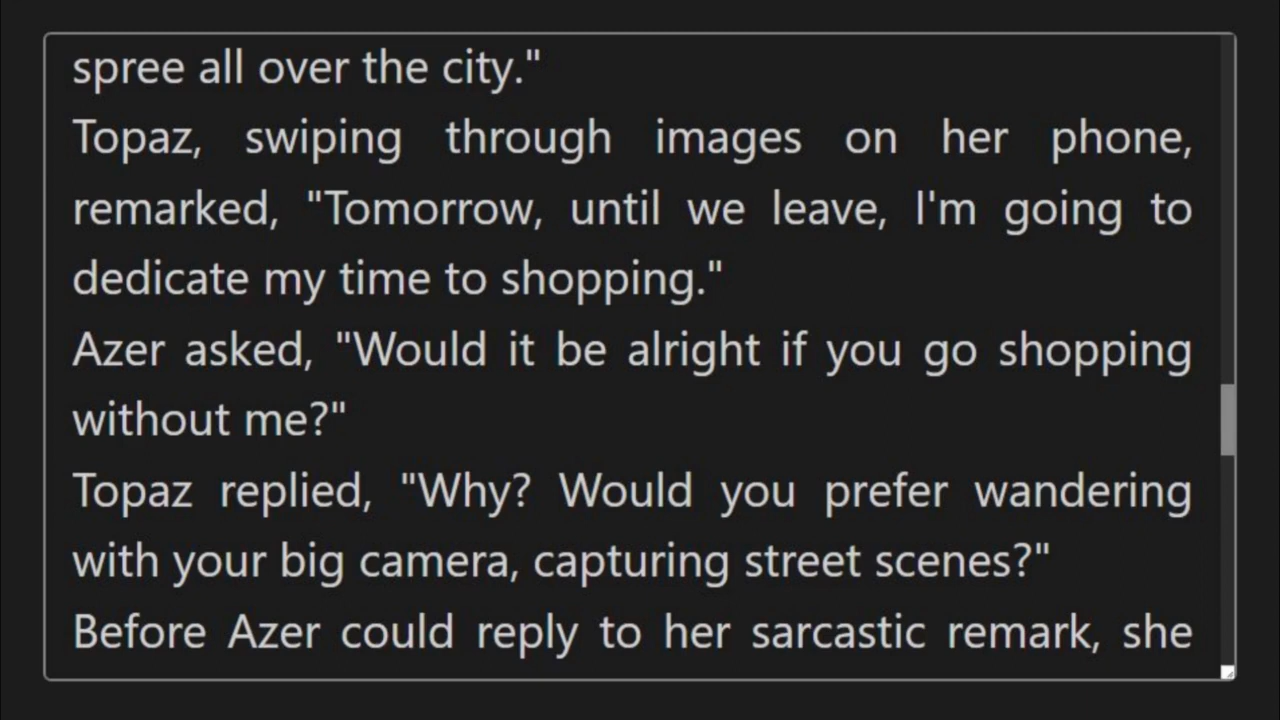 spree all over the city."
Topaz, swiping through images on her phone,
remarked, "Tomorrow, until we leave, I'm going to
dedicate my time to shopping."
Azer asked, "Would it be alright if you go shopping
without me?"
Topaz replied, "Why? Would you prefer wandering
with your big camera, capturing street scenes?"
Before Azer could reply to her sarcastic remark, she